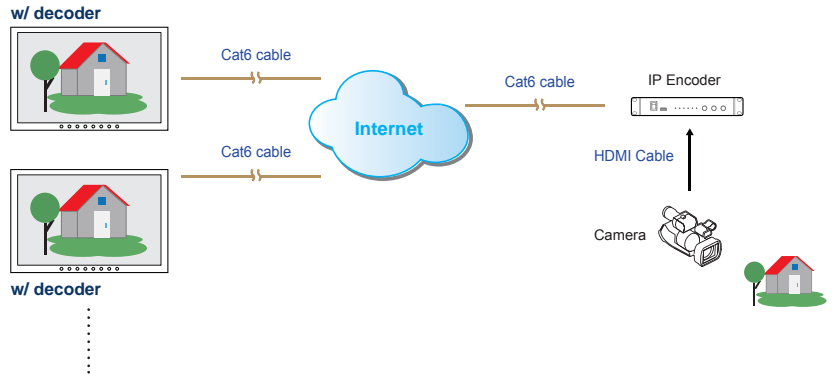 w/ decoder
Cat6 cable
Cat6 cable
IP Encoder
Internet
Cat6 cable
HDMI Cable
Camera
w/ decoder